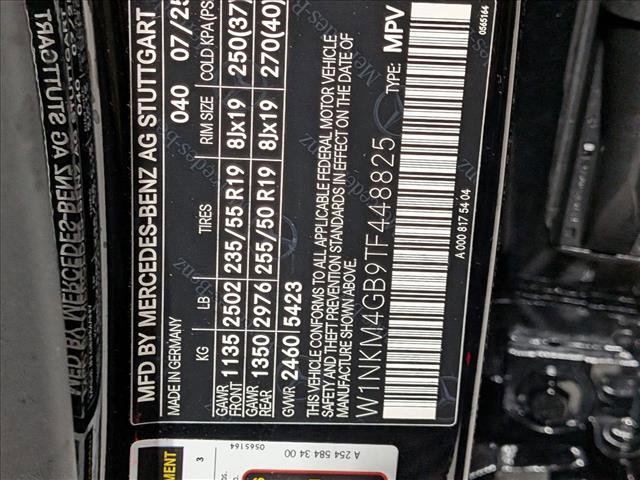 MFD BY MERCEDES-BENZ AG STUTTGART
MADE IN GERMANY 040 07/25
KG LB TIRES RIM SIZE COLD KPA (PS
GAWR FRONT 1135 2502 235/55 R19 8Jx19 250(37)
GAWR REAR 1350 2976 255/50 R19 8Jx19 270(40)
GVWR 2460 5423
THIS VEHICLE CONFORMS TO ALL APPLICABLE FEDERAL MOTOR VEHICLE
SAFETY AND THEFT PREVENTION STANDARDS IN EFFECT ON THE DATE OF
MANUFACTURE SHOWN ABOVE.
W1NKM4GB9TF448825 TYPE: MPV
A 000 817 54 04 0565164
A 254 584 34 00
0565164
3